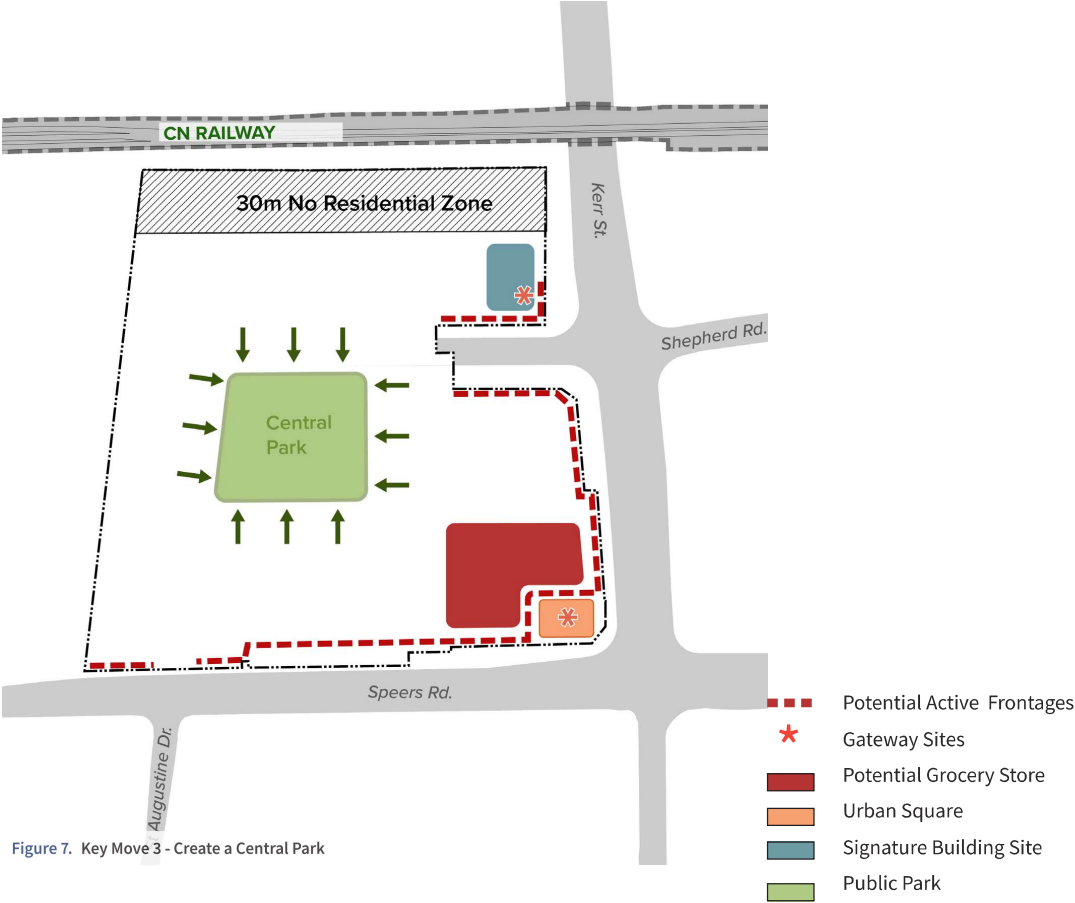 CN RAILWAY
30m No Residential Zone
Kerr St.
Shepherd Rd.
Central
Park
Speers Rd.
Augustine Dr.
Potential Active Frontages
Gateway Sites
Potential Grocery Store
Urban Square
Signature Building Site
Public Park
Figure 7. Key Move 3 - Create a Central Park